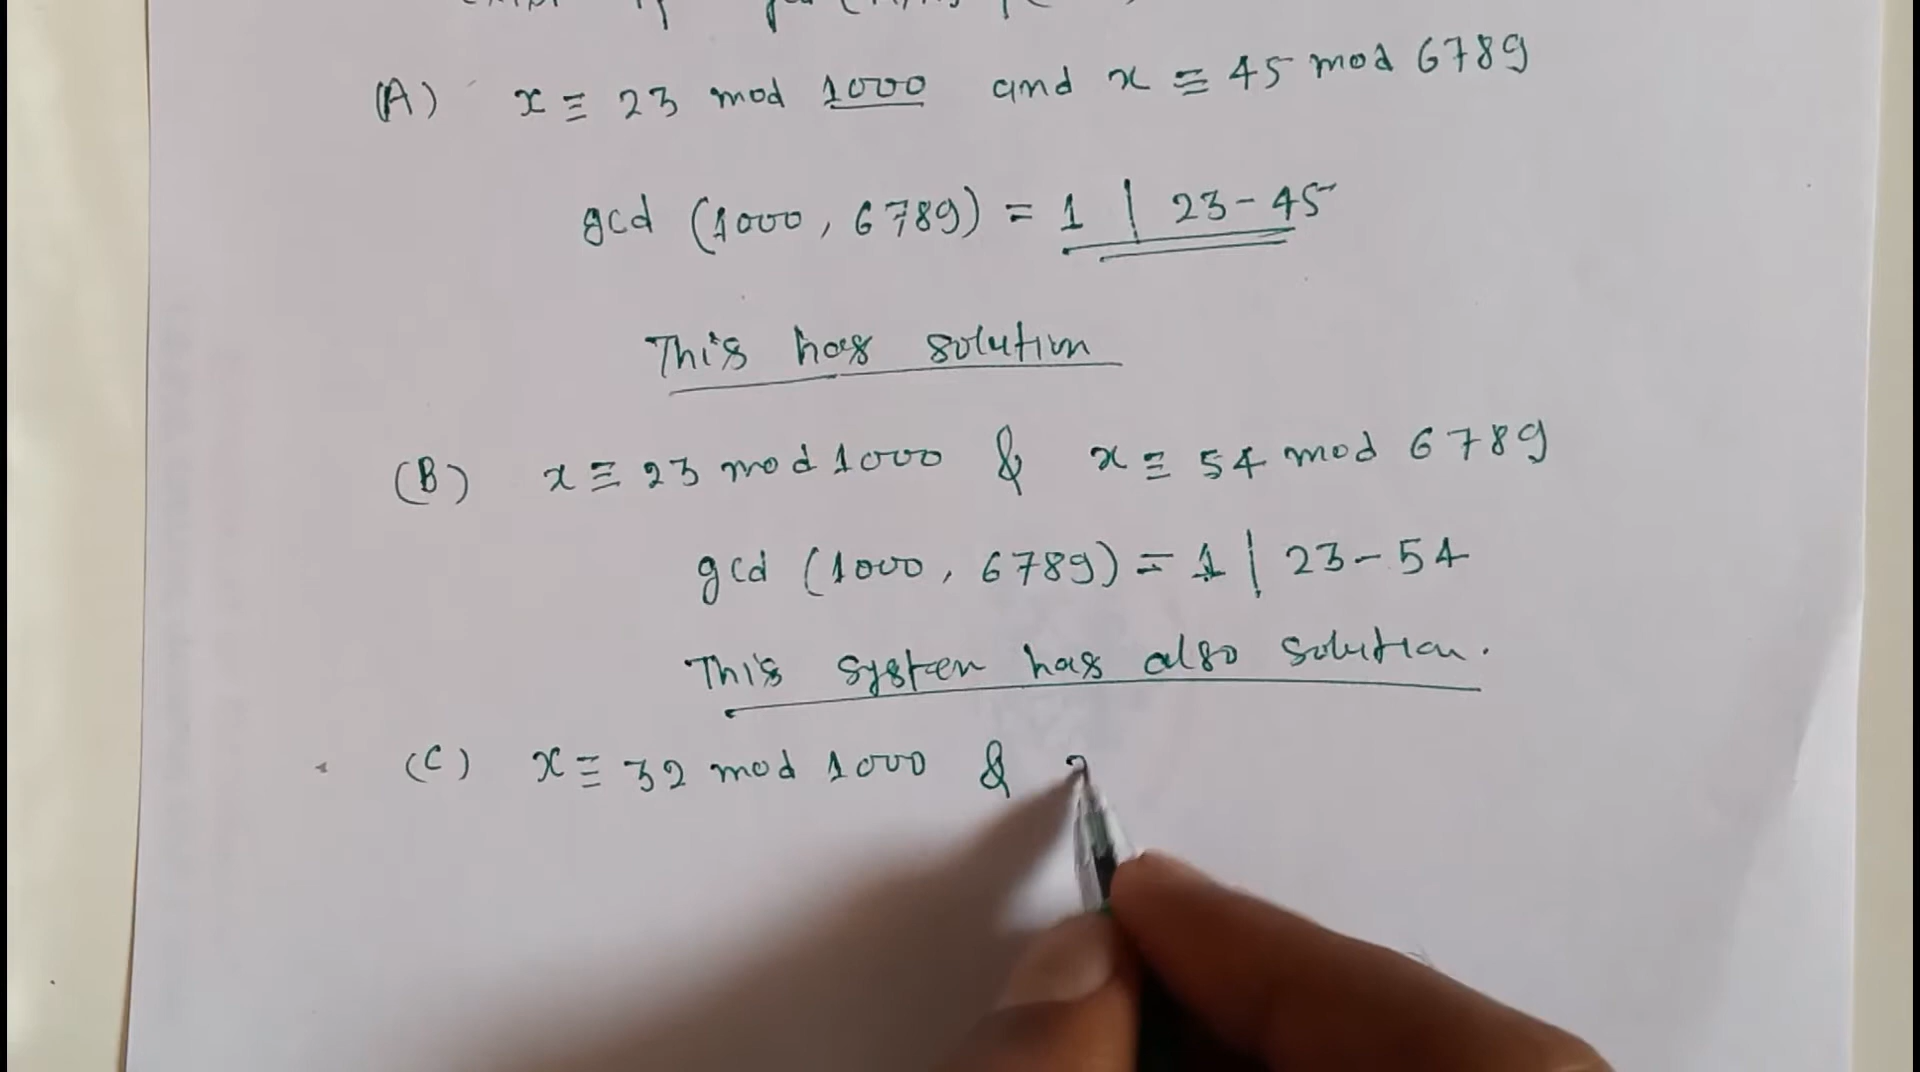 (A) x ≡ 23 mod 1000 and x ≡ 45 mod 6789
gcd (1000, 6789) = 1 | 23-45
This has solution
(B) x ≡ 23 mod 1000 & x ≡ 54 mod 6789
gcd (1000, 6789) = 1 | 23-54
This system has also solution.
(C) x ≡ 32 mod 1000 &